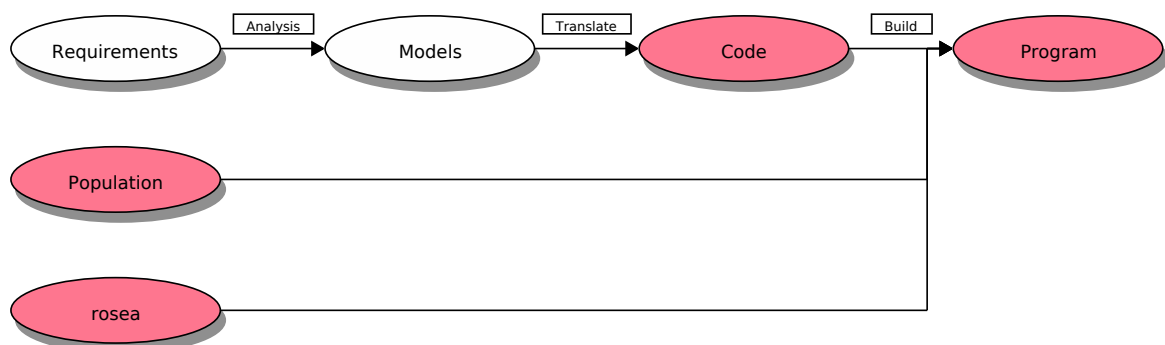 Analysis
Translate
Build
Requirements
Models
Code
Program
Population
rosea